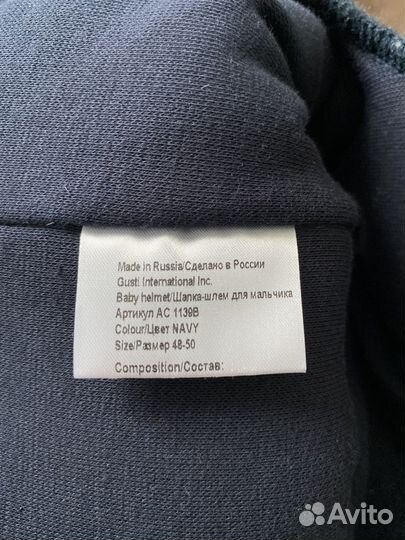 Made in Russia/Сделано в России
Gusti International Inc.
Baby helmet/Шапка-шлем для мальчика
Артикул AC 1139B
Colour/Цвет NAVY
Size/Размер 48-50
Composition/Состав:
Avito